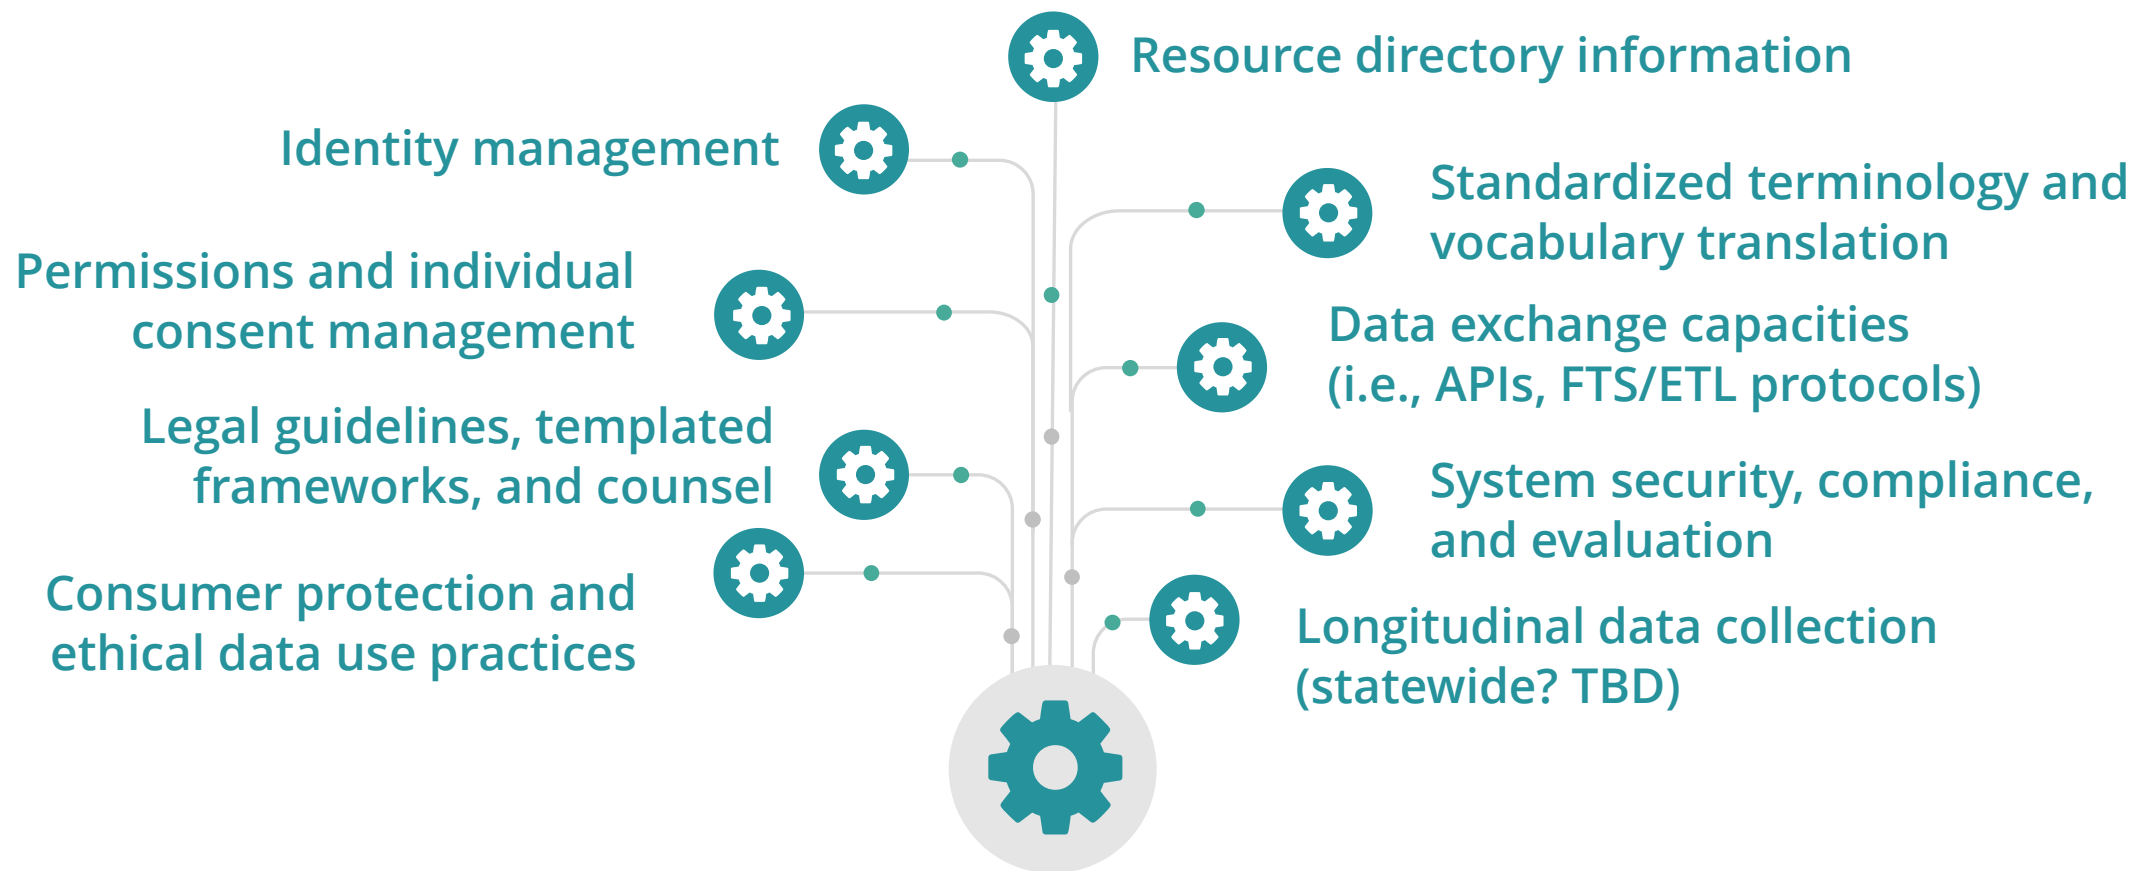 Resource directory information
Identity management
Standardized terminology and
vocabulary translation
Permissions and individual
consent management
Data exchange capacities
(i.e., APIs, FTS/ETL protocols)
Legal guidelines, templated
frameworks, and counsel
System security, compliance,
and evaluation
Consumer protection and
ethical data use practices
Longitudinal data collection
(statewide? TBD)